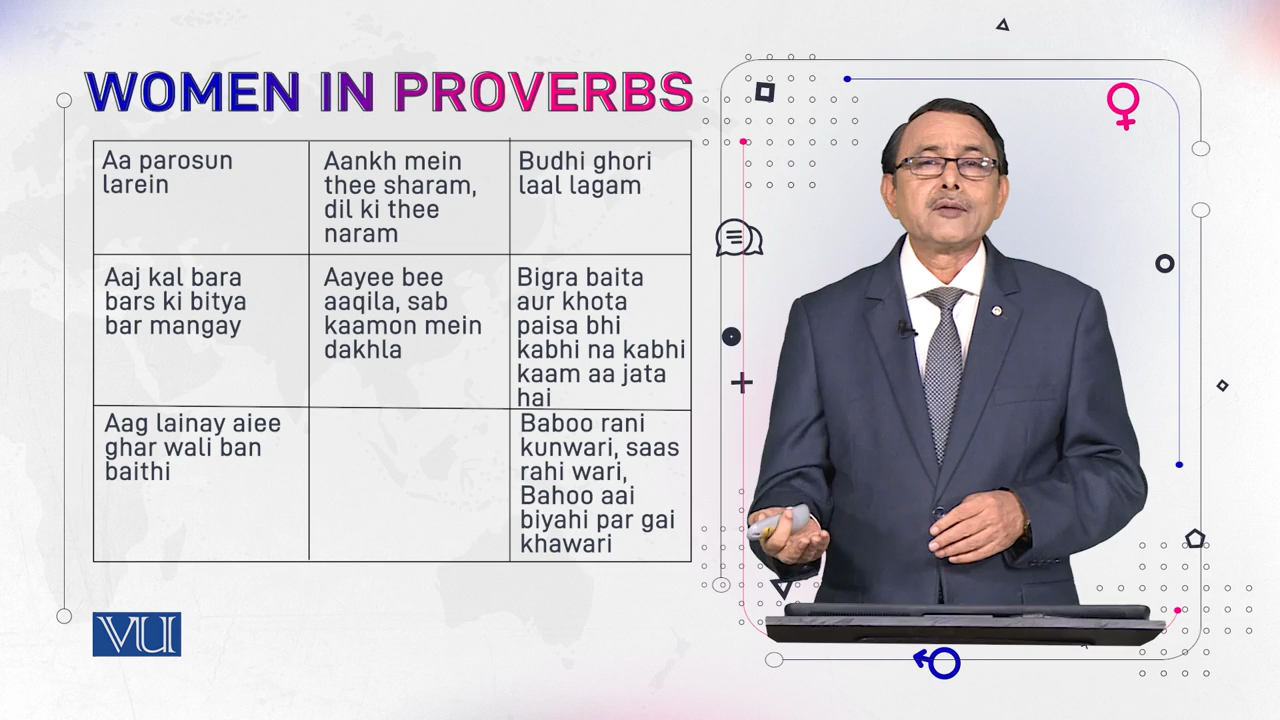 WOMEN IN PROVERBS
Aa parosun
larein
Aankh mein
thee sharam,
dil ki thee
naram
Budhi ghori
laal lagam
Aaj kal bara
bars ki bitya
bar mangay
Aayee bee
aaqila, sab
kaamon mein
dakhla
Bigra baita
aur khota
paisa bhi
kabhi na kabhi
kaam aa jata
hai
Aag lainay aiee
ghar wali ban
baithi
Baboo rani
kunwari, saas
rahi wari,
Bahoo aai
biyahi par gai
khawari
VU